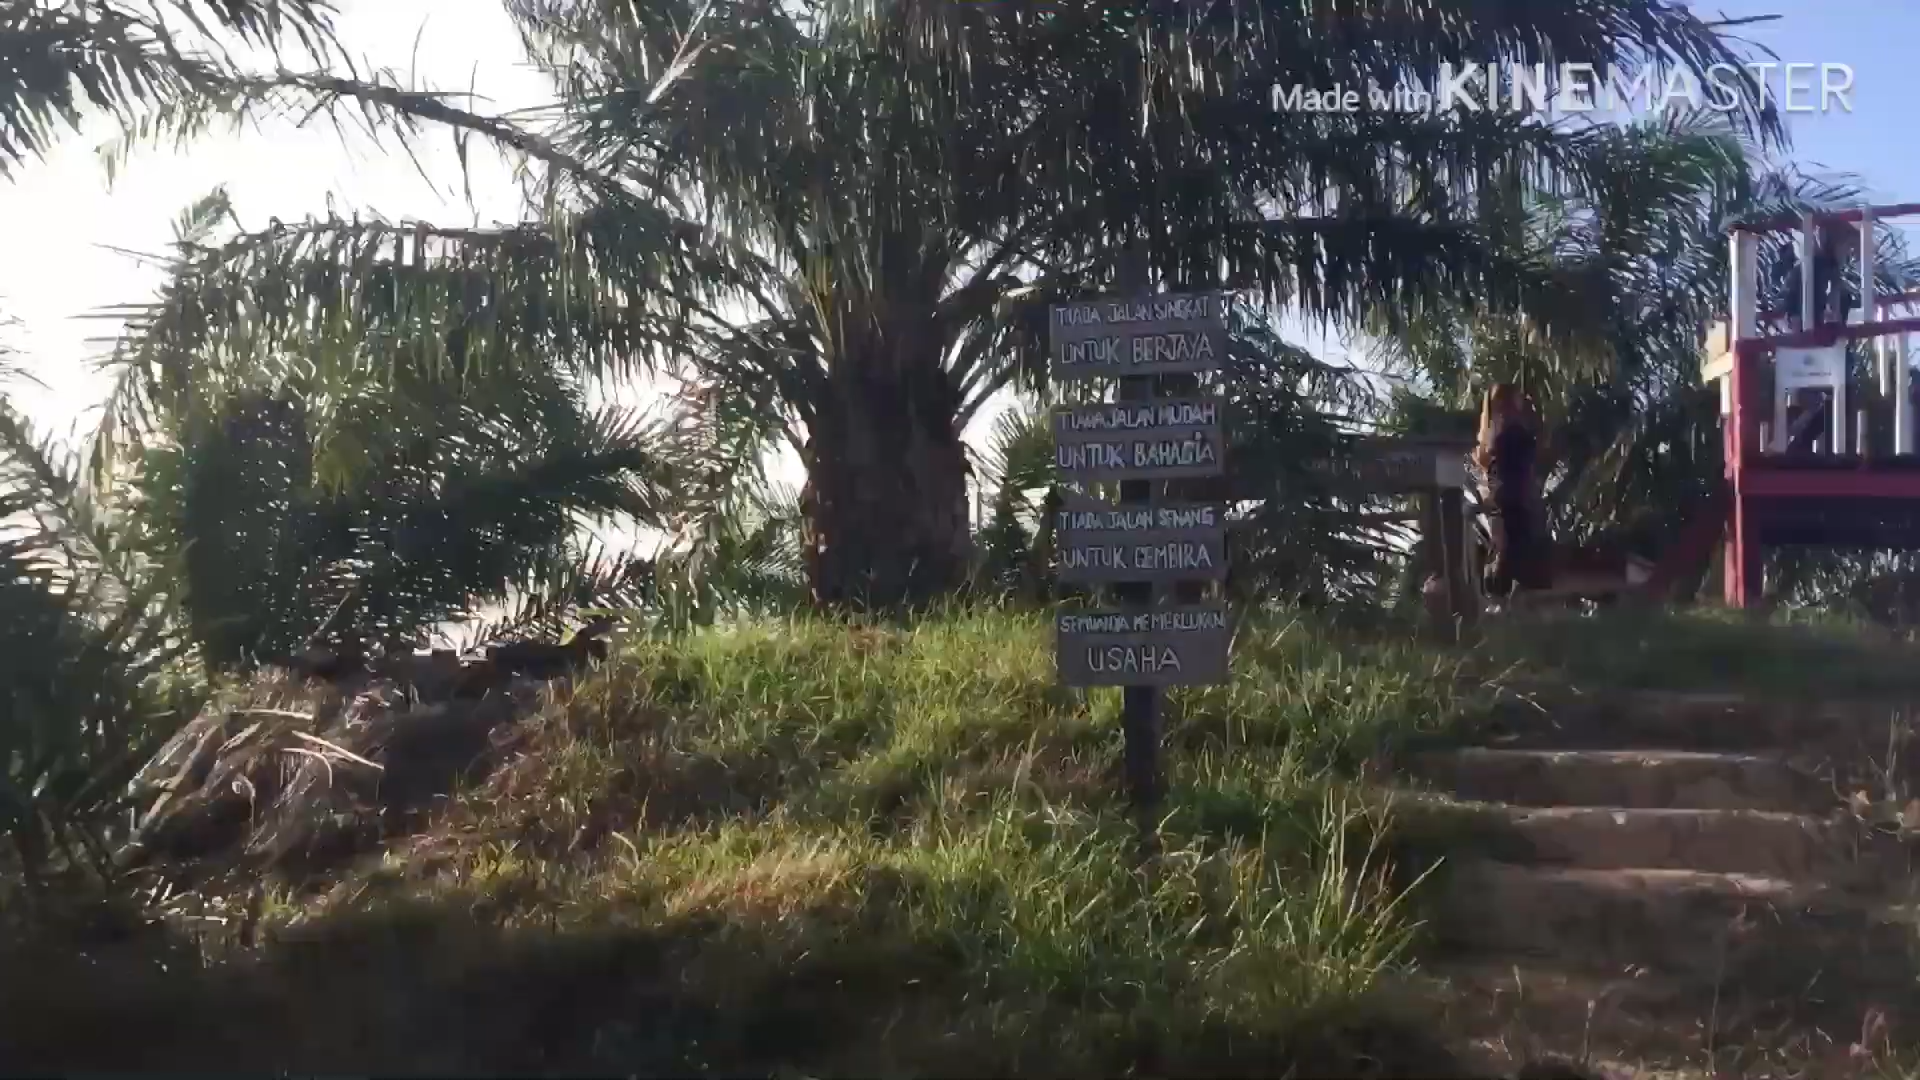 Made with KINEMASTER
TIADA JALAN SINGKAT
UNTUK BERJAYA
TIADA JALAN MUDAH
UNTUK BAHAGIA
TIADA JALAN SENANG
UNTUK GEMBIRA
SEMUANYA MEMERLUKAN
USAHA